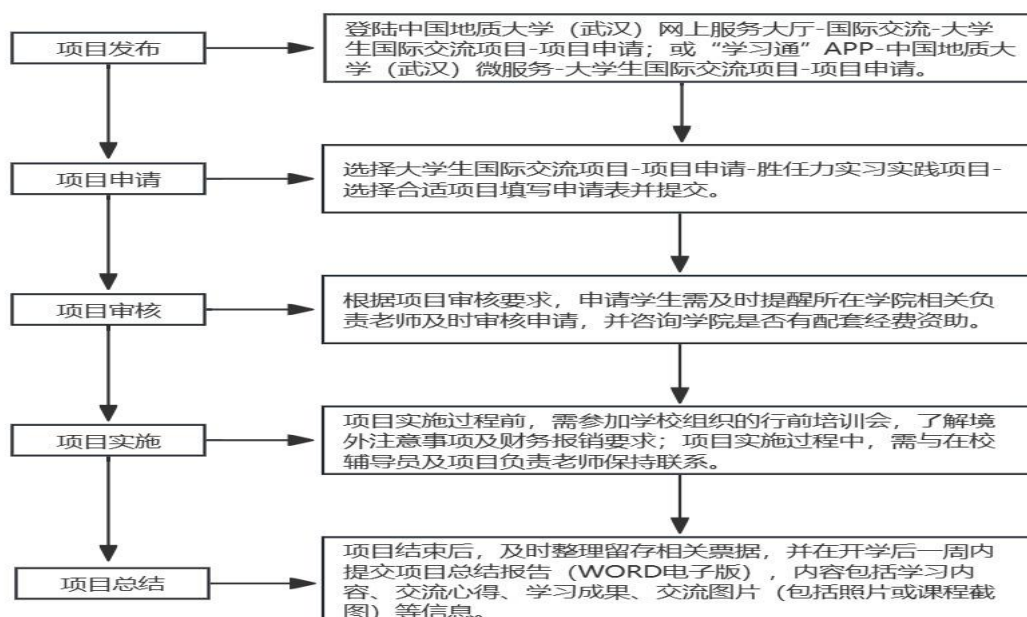 项目发布
登陆中国地质大学（武汉）网上服务大厅-国际交流-大学
生国际交流项目-项目申请；或“学习通”APP-中国地质大
学（武汉）微服务-大学生国际交流项目-项目申请。
项目申请
选择大学生国际交流项目-项目申请-胜任力实习实践项目-
选择合适项目填写申请表并提交。
项目审核
根据项目审核要求，申请学生需及时提醒所在学院相关负
责老师及时审核申请，并咨询学院是否有配套经费资助。
项目实施
项目实施过程前，需参加学校组织的行前培训会，了解境
外注意事项及财务报销要求；项目实施过程中，需与在校
辅导员及项目负责老师保持联系。
项目总结
项目结束后，及时整理留存相关票据，并在开学后一周内
提交项目总结报告（WORD电子版），内容包括学习内
容、交流心得、学习成果、交流图片（包括照片或课程截
图）等信息。